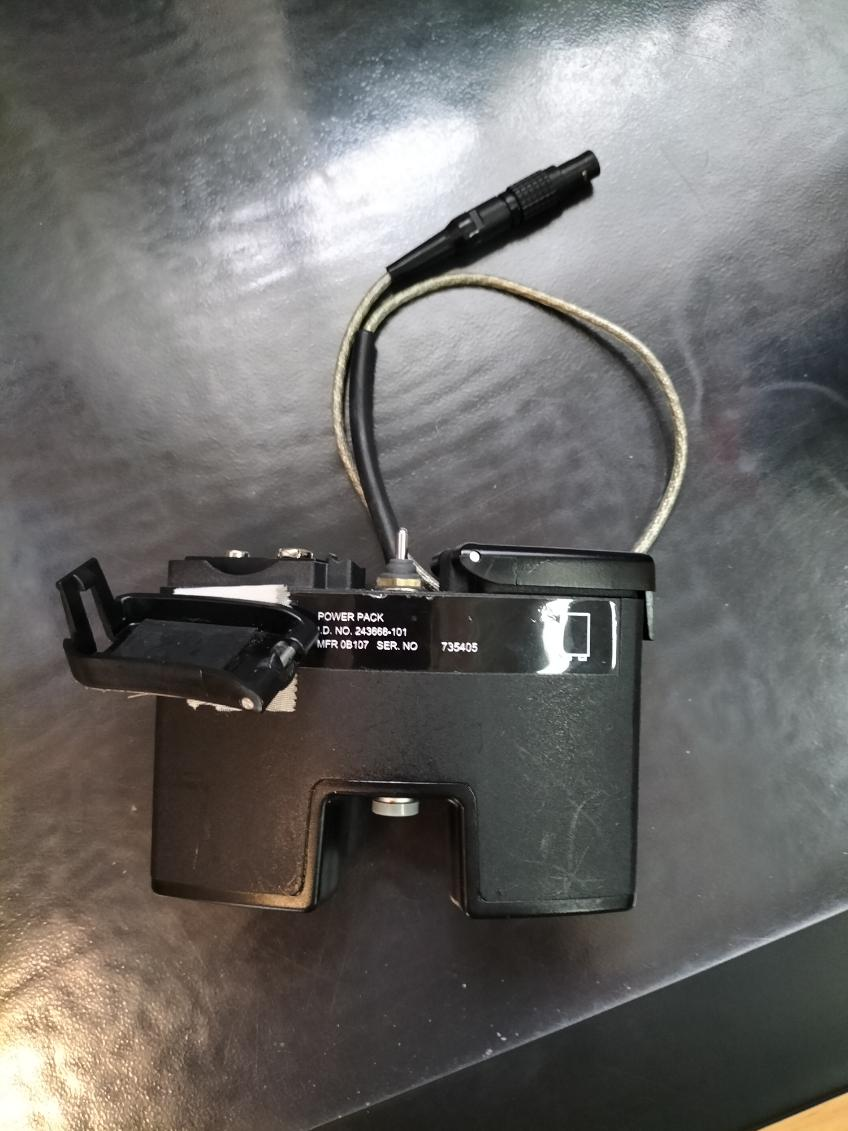 POWER PACK
I.D. NO. 243668-101
MFR 0B107 SER. NO 735405